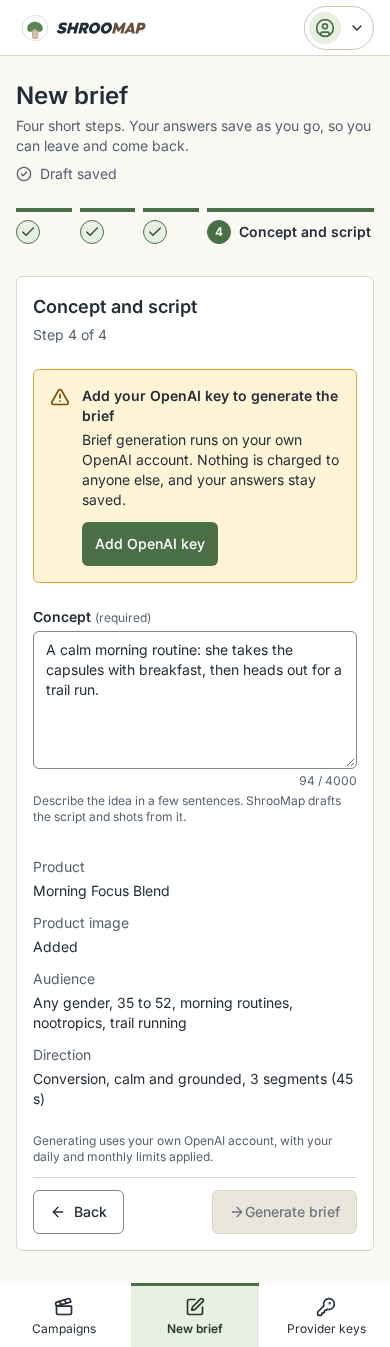 SHROOMAP
New brief
Four short steps. Your answers save as you go, so you
can leave and come back.
Draft saved
4 Concept and script
Concept and script
Step 4 of 4
Add your OpenAI key to generate the
brief
Brief generation runs on your own
OpenAI account. Nothing is charged to
anyone else, and your answers stay
saved.
Add OpenAI key
Concept (required)
A calm morning routine: she takes the
capsules with breakfast, then heads out for a
trail run.
94 / 4000
Describe the idea in a few sentences. ShrooMap drafts
the script and shots from it.
Product
Morning Focus Blend
Product image
Added
Audience
Any gender, 35 to 52, morning routines,
nootropics, trail running
Direction
Conversion, calm and grounded, 3 segments (45
s)
Generating uses your own OpenAI account, with your
daily and monthly limits applied.
Back
Generate brief
Campaigns
New brief
Provider keys